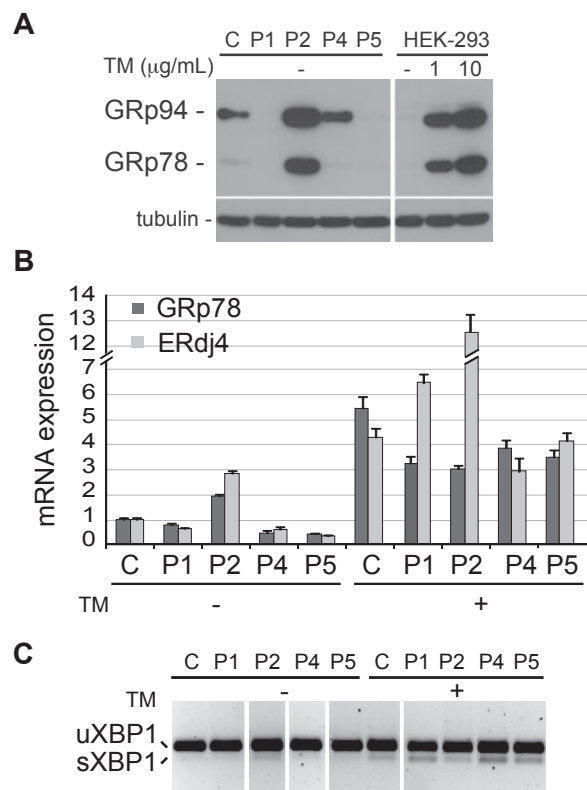 A
C P1 P2 P4 P5 HEK-293
TM (μg/mL) - - 1 10
GRp94 -
GRp78 -
tubulin -
B
mRNA expression
14
13
12
7
6
5
4
3
2
1
0
GRp78
ERdj4
C P1 P2 P4 P5 C P1 P2 P4 P5
TM - +
C
C P1 P2 P4 P5 C P1 P2 P4 P5
TM - +
uXBP1
sXBP1